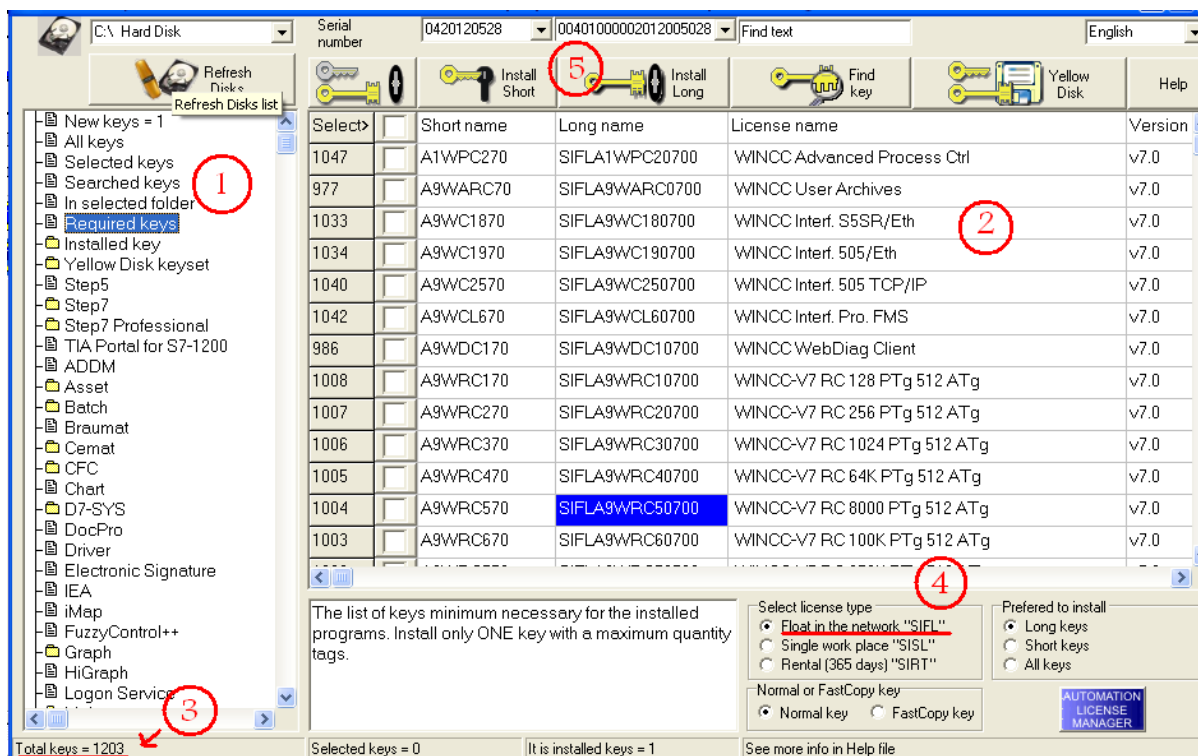 C:\ Hard Disk
Serial number
0420120528
00401000002012005028
Find text
English
Refresh Disks
Refresh Disks list
5
Install Short
Install Long
Find key
Yellow Disk
Help
New keys = 1
All keys
Selected keys
Searched keys
In selected folder
Required keys
Installed key
Yellow Disk keyset
Step5
Step7
Step7 Professional
TIA Portal for S7-1200
ADDM
Asset
Batch
Braumat
Cemat
CFC
Chart
D7-SYS
DocPro
Driver
Electronic Signature
IEA
iMap
FuzzyControl++
Graph
HiGraph
Logon Service
1
3
Select> Short name Long name License name Version
1047 A1WPC270 SIFLA1WPC20700 WINCC Advanced Process Ctrl v7.0
977 A9WARC70 SIFLA9WARC0700 WINCC User Archives v7.0
1033 A9WC1870 SIFLA9WC180700 WINCC Interf. S5SR/Eth v7.0
1034 A9WC1970 SIFLA9WC190700 WINCC Interf. 505/Eth v7.0
1040 A9WC2570 SIFLA9WC250700 WINCC Interf. 505 TCP/IP v7.0
1042 A9WCL670 SIFLA9WCL60700 WINCC Interf. Pro. FMS v7.0
986 A9WDC170 SIFLA9WDC10700 WINCC WebDiag Client v7.0
1008 A9WRC170 SIFLA9WRC10700 WINCC-V7 RC 128 PTg 512 ATg v7.0
1007 A9WRC270 SIFLA9WRC20700 WINCC-V7 RC 256 PTg 512 ATg v7.0
1006 A9WRC370 SIFLA9WRC30700 WINCC-V7 RC 1024 PTg 512 ATg v7.0
1005 A9WRC470 SIFLA9WRC40700 WINCC-V7 RC 64K PTg 512 ATg v7.0
1004 A9WRC570 SIFLA9WRC50700 WINCC-V7 RC 8000 PTg 512 ATg v7.0
1003 A9WRC670 SIFLA9WRC60700 WINCC-V7 RC 100K PTg 512 ATg v7.0
2
4
The list of keys minimum necessary for the installed
programs. Install only ONE key with a maximum quantity
tags.
Select license type
Float in the network "SIFL"
Single work place "SISL"
Rental (365 days) "SIRT"
Prefered to install
Long keys
Short keys
All keys
Normal or FastCopy key
Normal key FastCopy key
AUTOMATION
LICENSE
MANAGER
Total keys = 1203
Selected keys = 0
It is installed keys = 1
See more info in Help file